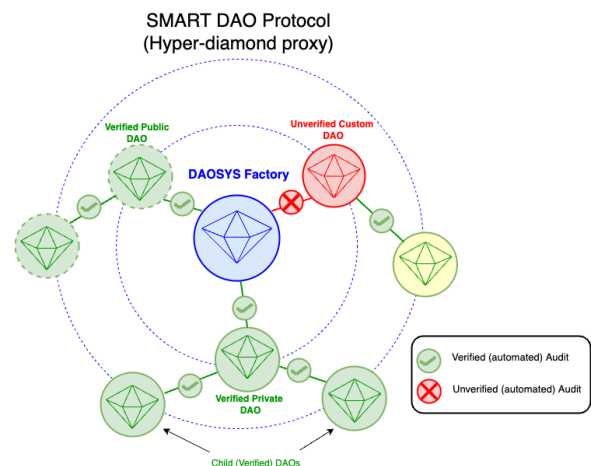 SMART DAO Protocol
(Hyper-diamond proxy)
Verified Public
DAO
Unverified Custom
DAO
DAOSYS Factory
Verified (automated) Audit
Unverified (automated) Audit
Verified Private
DAO
Child (Verified) DAOs